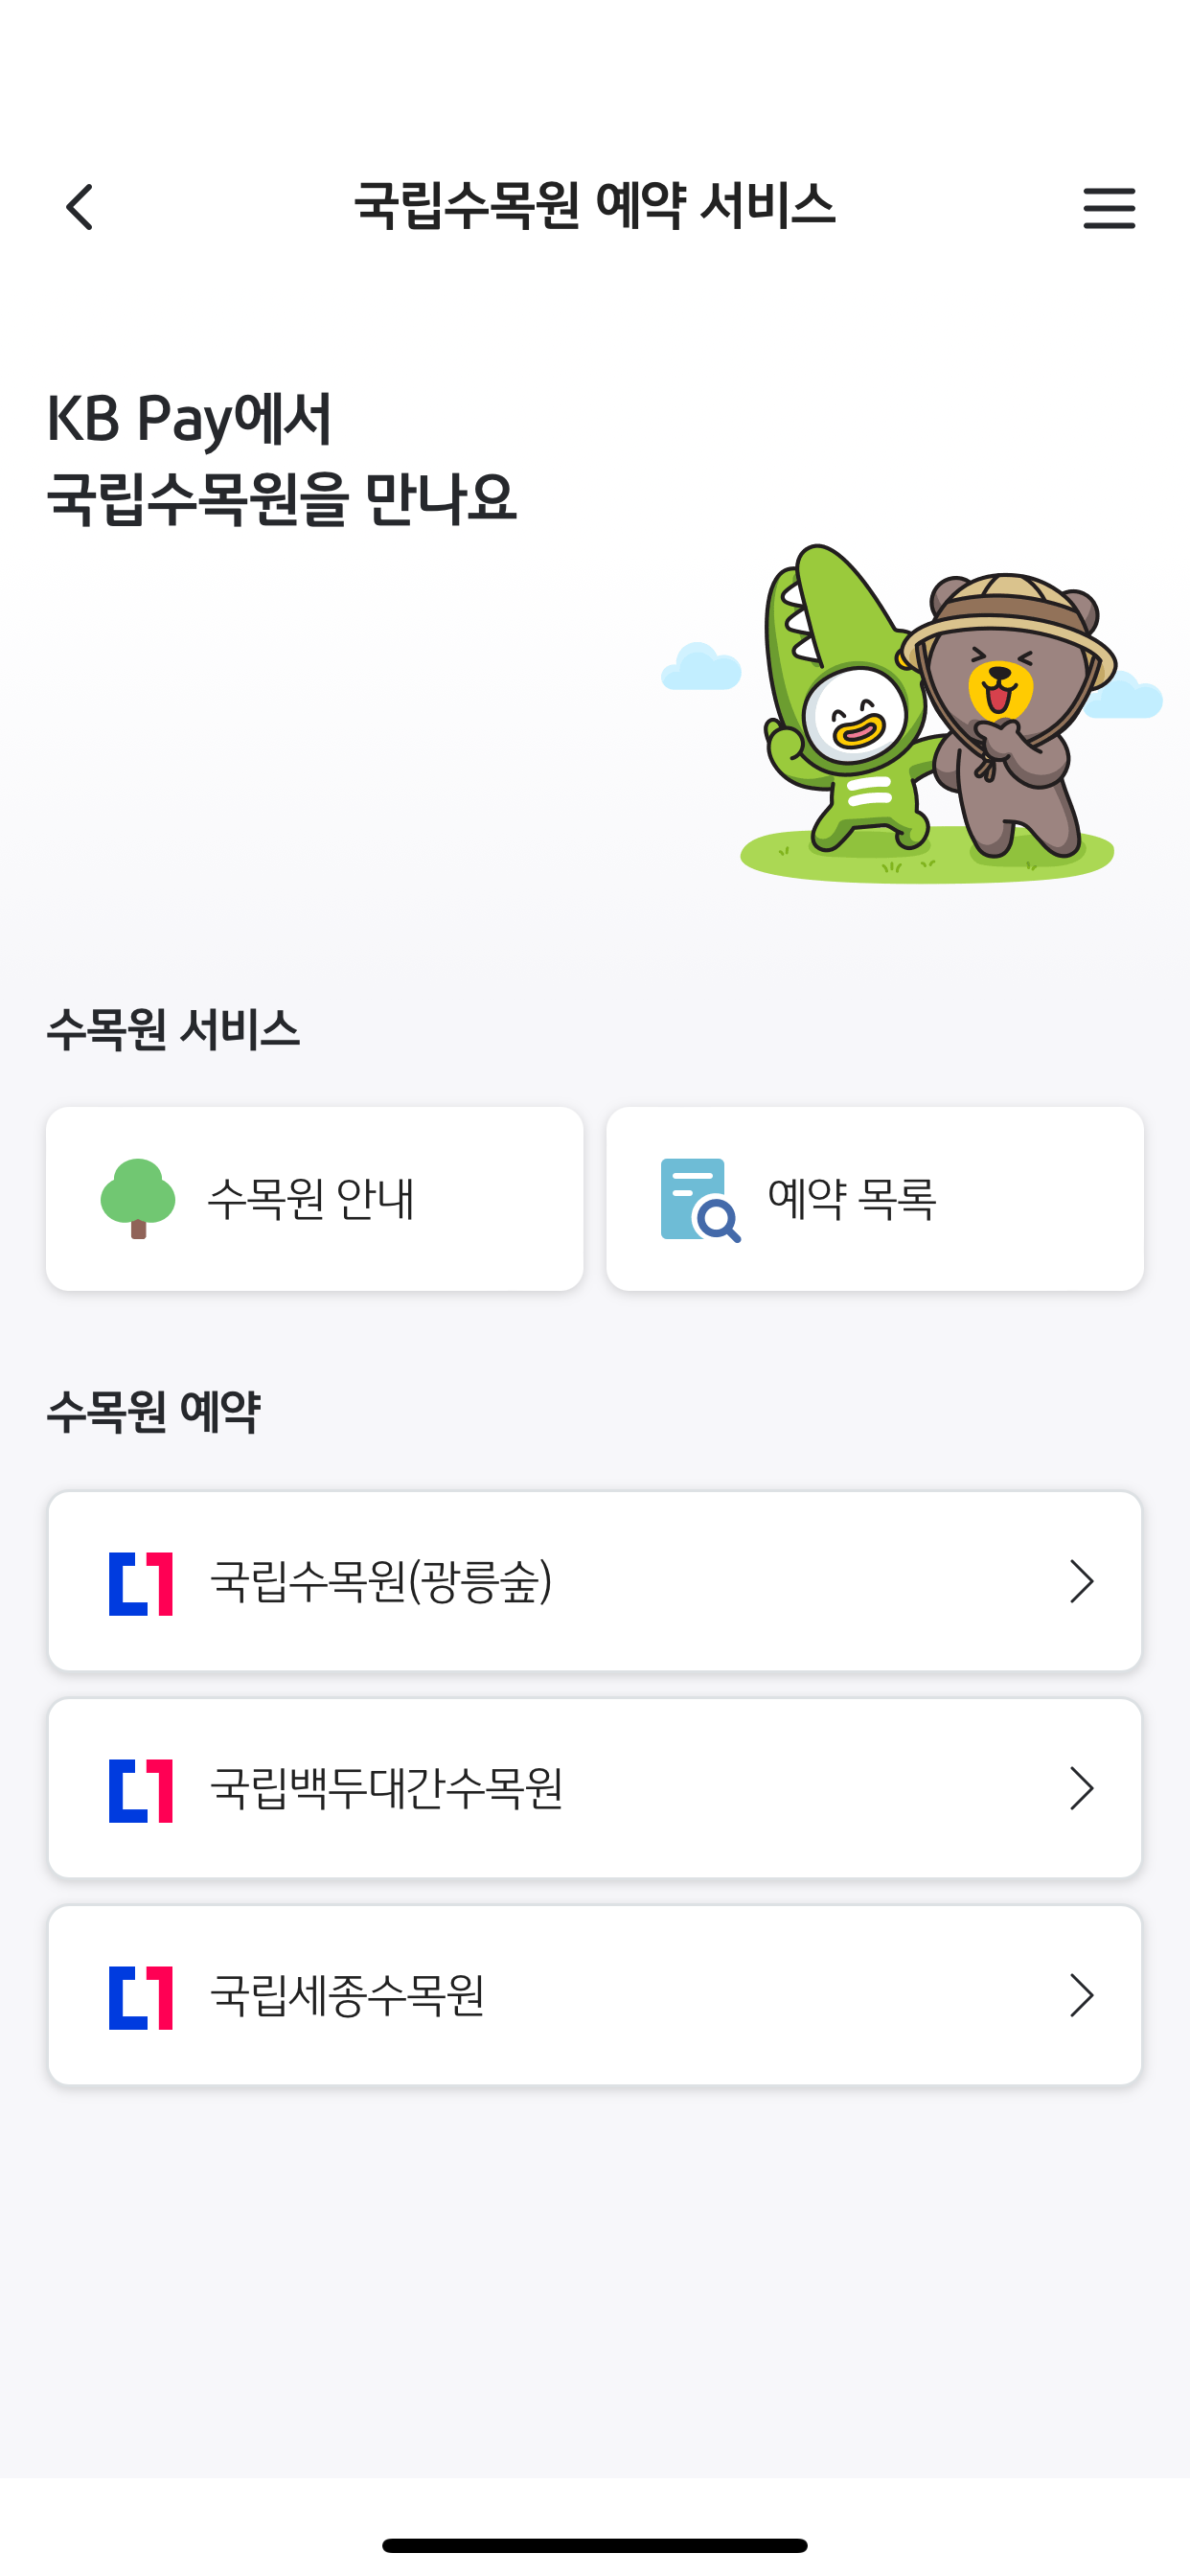 국립수목원 예약 서비스
KB Pay에서
국립수목원을 만나요
수목원 서비스
수목원 안내
예약 목록
수목원 예약
국립수목원(광릉숲)
국립백두대간수목원
국립세종수목원